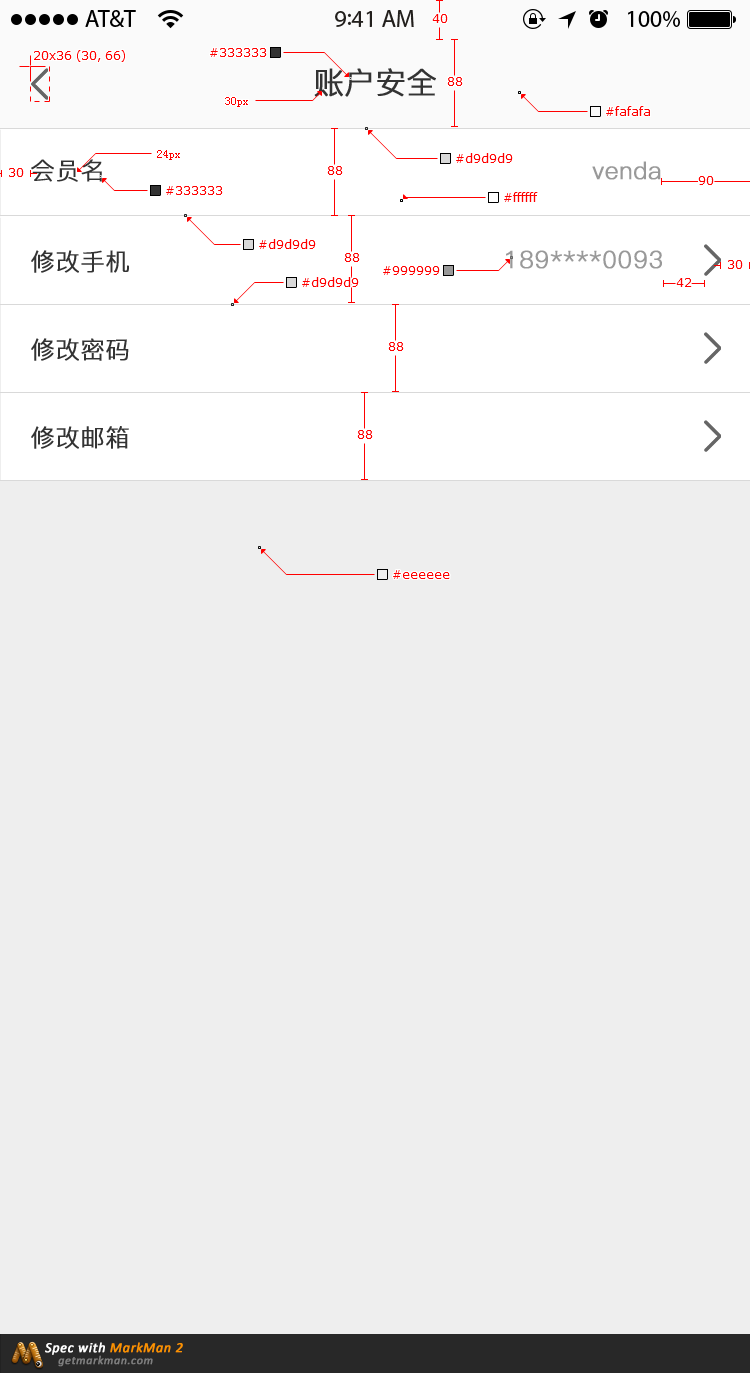 AT&T 9:41 AM 40 100%
20x36 (30, 66)
#333333
账户安全
88
30px
#fafafa
24px
#d9d9d9
30
会员名
88
venda
90
#333333
#ffffff
#d9d9d9
修改手机
88
#999999
189****0093
30
#d9d9d9
42
修改密码
88
修改邮箱
88
#eeeeee
Spec with MarkMan 2
getmarkman.com